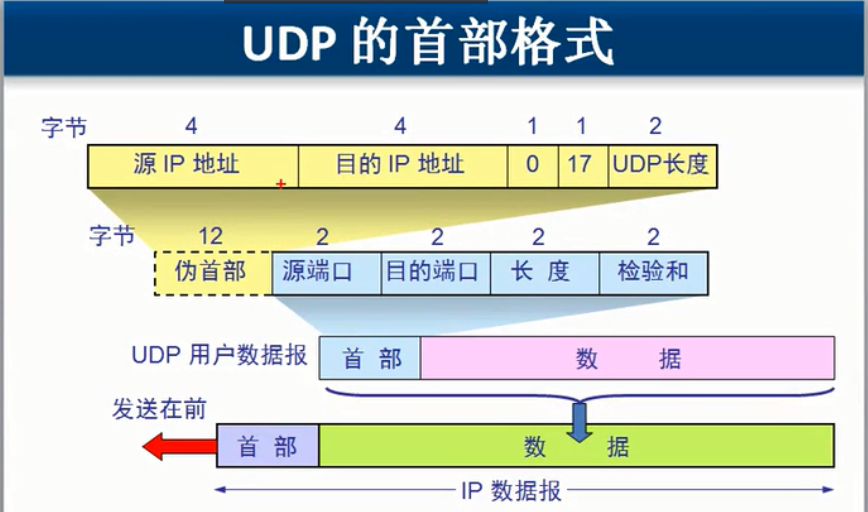 UDP 的首部格式
字节 4 4 1 1 2
源 IP 地址 目的 IP 地址 0 17 UDP长度
字节 12 2 2 2 2
伪首部 源端口 目的端口 长 度 检验和
UDP 用户数据报 首 部 数 据
发送在前
首 部 数 据
IP 数据报